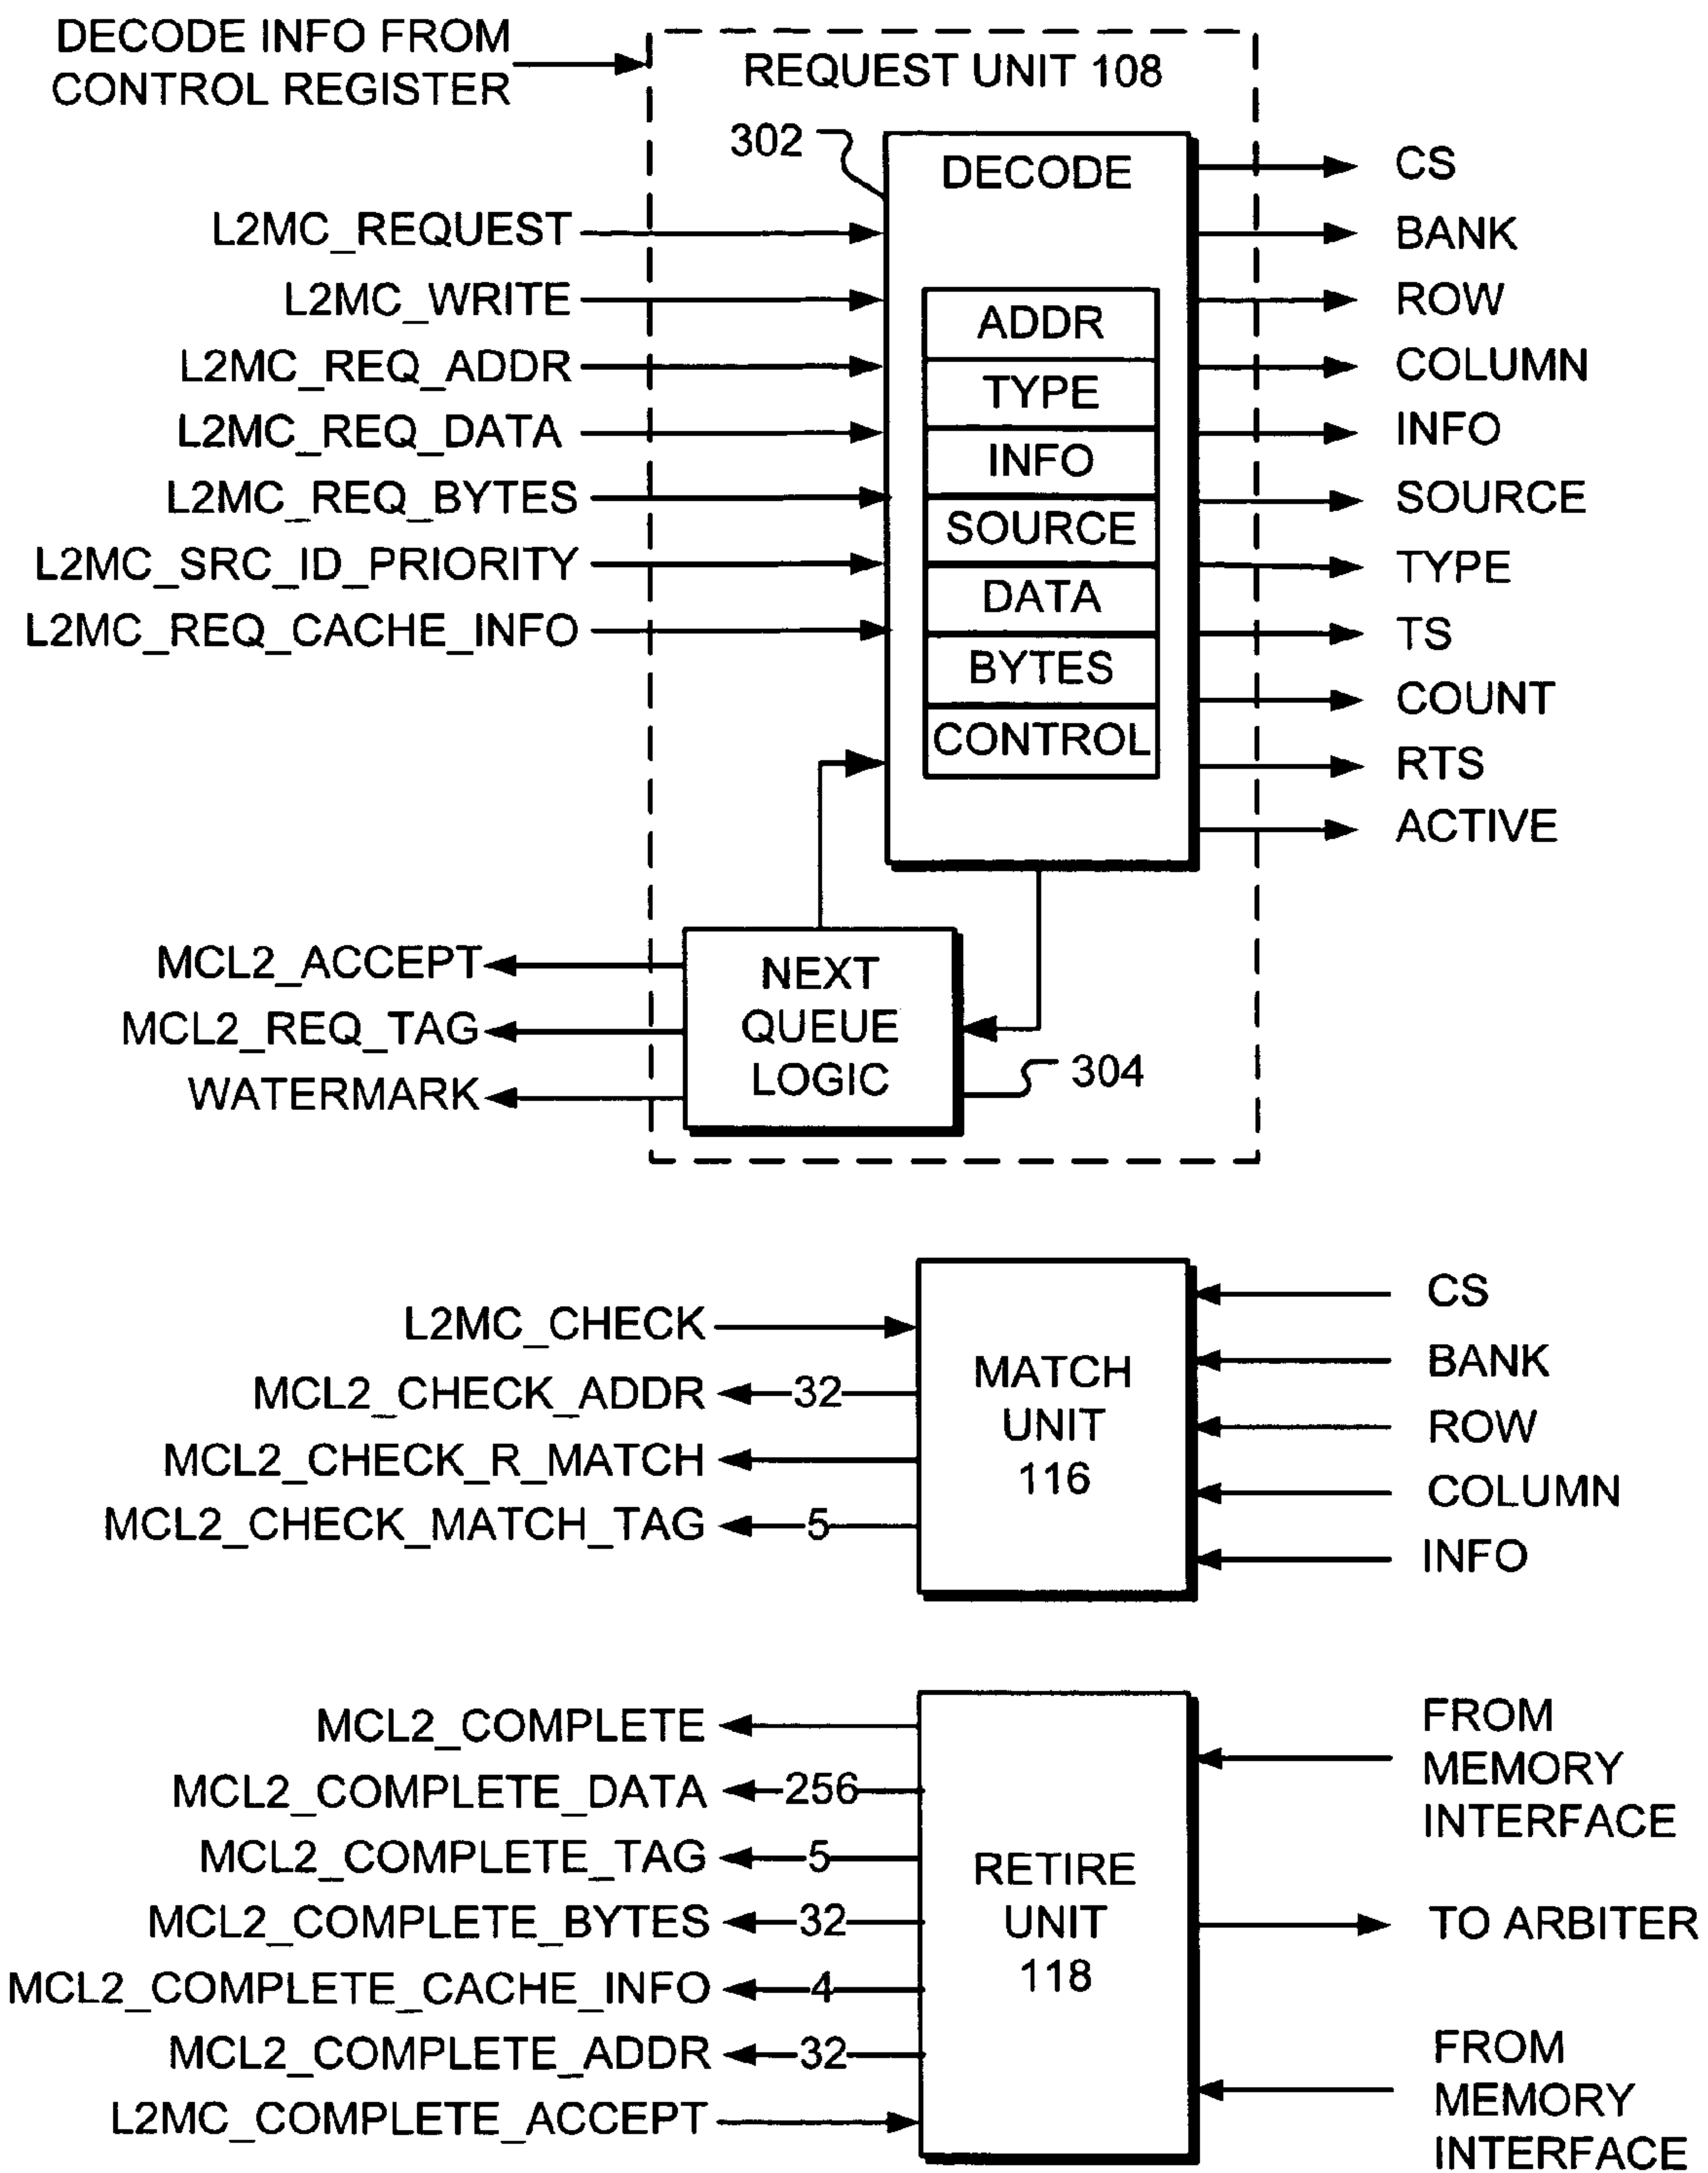 DECODE INFO FROM
CONTROL REGISTER
REQUEST UNIT 108
302
DECODE
CS
L2MC_REQUEST
BANK
L2MC_WRITE
ROW
ADDR
L2MC_REQ_ADDR
COLUMN
TYPE
L2MC_REQ_DATA
INFO
INFO
L2MC_REQ_BYTES
SOURCE
SOURCE
L2MC_SRC_ID_PRIORITY
TYPE
DATA
L2MC_REQ_CACHE_INFO
TS
BYTES
COUNT
CONTROL
RTS
ACTIVE
MCL2_ACCEPT
MCL2_REQ_TAG
WATERMARK
NEXT
QUEUE
LOGIC
304
L2MC_CHECK
MCL2_CHECK_ADDR
32
MCL2_CHECK_R_MATCH
MCL2_CHECK_MATCH_TAG
5
MATCH
UNIT
116
CS
BANK
ROW
COLUMN
INFO
MCL2_COMPLETE
MCL2_COMPLETE_DATA
256
MCL2_COMPLETE_TAG
5
MCL2_COMPLETE_BYTES
32
MCL2_COMPLETE_CACHE_INFO
4
MCL2_COMPLETE_ADDR
32
L2MC_COMPLETE_ACCEPT
RETIRE
UNIT
118
FROM
MEMORY
INTERFACE
TO ARBITER
FROM
MEMORY
INTERFACE